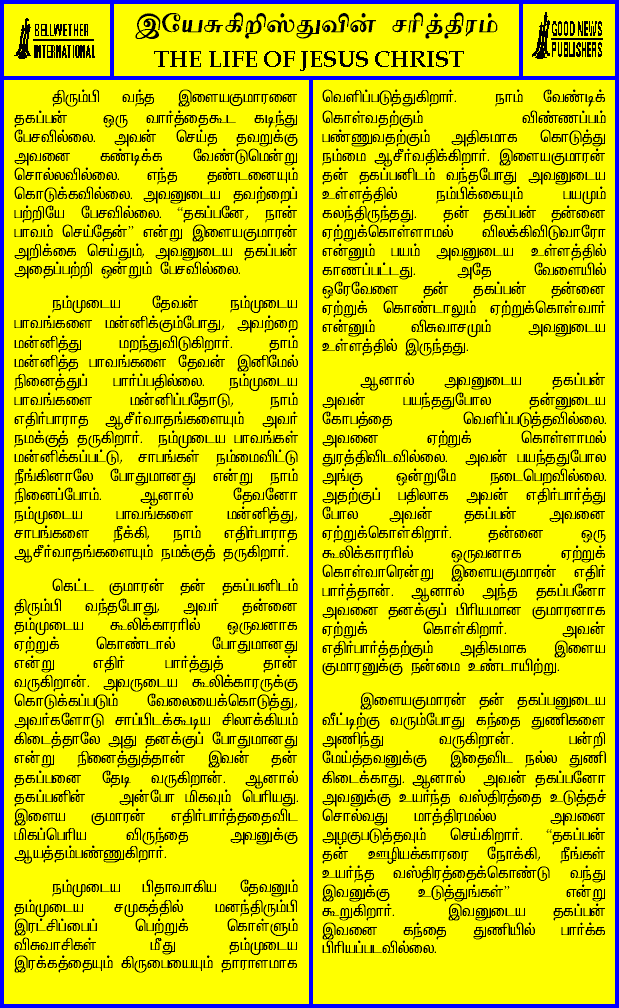 BELLWETHER
INTERNATIONAL
இயேசுகிறிஸ்துவின் சரித்திரம்
THE LIFE OF JESUS CHRIST
GOOD NEWS
PUBLISHERS
திரும்பி வந்த இளையகுமாரனை
தகப்பன் ஒரு வார்த்தைகூட கடிந்து
பேசவில்லை. அவன் செய்த தவறுக்கு
அவனை கண்டிக்க வேண்டுமென்று
சொல்லவில்லை. எந்த தண்டனையும்
கொடுக்கவில்லை. அவனுடைய தவற்றைப்
பற்றியே பேசவில்லை. “தகப்பனே, நான்
பாவம் செய்தேன்” என்று இளையகுமாரன்
அறிக்கை செய்தும், அவனுடைய தகப்பன்
அதைப்பற்றி ஒன்றும் பேசவில்லை.
நம்முடைய தேவன் நம்முடைய
பாவங்களை மன்னிக்கும்போது, அவற்றை
மன்னித்து மறந்துவிடுகிறார். தாம்
மன்னித்த பாவங்களை தேவன் இனிமேல்
நினைத்துப் பார்ப்பதில்லை. நம்முடைய
பாவங்களை மன்னிப்பதோடு, நாம்
எதிர்பாராத ஆசீர்வாதங்களையும் அவர்
நமக்குத் தருகிறார். நம்முடைய பாவங்கள்
மன்னிக்கப்பட்டு, சாபங்கள் நம்மைவிட்டு
நீங்கினாலே போதுமானது என்று நாம்
நினைப்போம். ஆனால் தேவனோ
நம்முடைய பாவங்களை மன்னித்து,
சாபங்களை நீக்கி, நாம் எதிர்பாராத
ஆசீர்வாதங்களையும் நமக்குத் தருகிறார்.
கெட்ட குமாரன் தன் தகப்பனிடம்
திரும்பி வந்தபோது, அவர் தன்னை
தம்முடைய கூலிக்காரரில் ஒருவனாக
ஏற்றுக் கொண்டால் போதுமானது
என்று எதிர் பார்த்துத் தான்
வருகிறான். அவருடைய கூலிக்காரருக்கு
கொடுக்கப்படும் வேலையைக்கொடுத்து,
அவர்களோடு சாப்பிடக்கூடிய சிலாக்கியம்
கிடைத்தாலே அது தனக்குப் போதுமானது
என்று நினைத்துத்தான் இவன் தன்
தகப்பனை தேடி வருகிறான். ஆனால்
தகப்பனின் அன்போ மிகவும் பெரியது.
இளைய குமாரன் எதிர்பார்த்ததைவிட
மிகப்பெரிய விருந்தை அவனுக்கு
ஆயத்தம்பண்ணுகிறார்.
நம்முடைய பிதாவாகிய தேவனும்
தம்முடைய சமுகத்தில் மனந்திரும்பி
இரட்சிப்பைப் பெற்றுக் கொள்ளும்
விசுவாசிகள் மீது தம்முடைய
இரக்கத்தையும் கிருபையையும் தாராளமாக
வெளிப்படுத்துகிறார். நாம் வேண்டிக்
கொள்வதற்கும் விண்ணப்பம்
பண்ணுவதற்கும் அதிகமாக கொடுத்து
நம்மை ஆசீர்வதிக்கிறார். இளையகுமாரன்
தன் தகப்பனிடம் வந்தபோது அவனுடைய
உள்ளத்தில் நம்பிக்கையும் பயமும்
கலந்திருந்தது. தன் தகப்பன் தன்னை
ஏற்றுக்கொள்ளாமல் விலக்கிவிடுவாரோ
என்னும் பயம் அவனுடைய உள்ளத்தில்
காணப்பட்டது. அதே வேளையில்
ஒரேவேளை தன் தகப்பன் தன்னை
ஏற்றுக் கொண்டாலும் ஏற்றுக்கொள்வார்
என்னும் விசுவாசமும் அவனுடைய
உள்ளத்தில் இருந்தது.
ஆனால் அவனுடைய தகப்பன்
அவன் பயந்ததுபோல தன்னுடைய
கோபத்தை வெளிப்படுத்தவில்லை.
அவனை ஏற்றுக் கொள்ளாமல்
துரத்திவிடவில்லை. அவன் பயந்ததுபோல
அங்கு ஒன்றுமே நடைபெறவில்லை.
அதற்குப் பதிலாக அவன் எதிர்பார்த்து
போல அவன் தகப்பன் அவனை
ஏற்றுக்கொள்கிறார். தன்னை ஒரு
கூலிக்காரரில் ஒருவனாக ஏற்றுக்
கொள்வாரென்று இளையகுமாரன் எதிர்
பார்த்தான். ஆனால் அந்த தகப்பனோ
அவனை தனக்குப் பிரியமான குமாரனாக
ஏற்றுக் கொள்கிறார். அவன்
எதிர்பார்த்தற்கும் அதிகமாக இளைய
குமாரனுக்கு நன்மை உண்டாயிற்று.
இளையகுமாரன் தன் தகப்பனுடைய
வீட்டிற்கு வரும்போது கந்தை துணிகளை
அணிந்து வருகிறான். பன்றி
மேய்த்தவனுக்கு இதைவிட நல்ல துணி
கிடைக்காது. ஆனால் அவன் தகப்பனோ
அவனுக்கு உயர்ந்த வஸ்திரத்தை உடுத்தச்
சொல்வது மாத்திரமல்ல அவனை
அழகுபடுத்தவும் செய்கிறார். “தகப்பன்
தன் ஊழியக்காரரை நோக்கி, நீங்கள்
உயர்ந்த வஸ்திரத்தைக்கொண்டு வந்து
இவனுக்கு உடுத்துங்கள்” என்று
கூறுகிறார். இவனுடைய தகப்பன்
இவனை கந்தை துணியில் பார்க்க
பிரியப்படவில்லை.